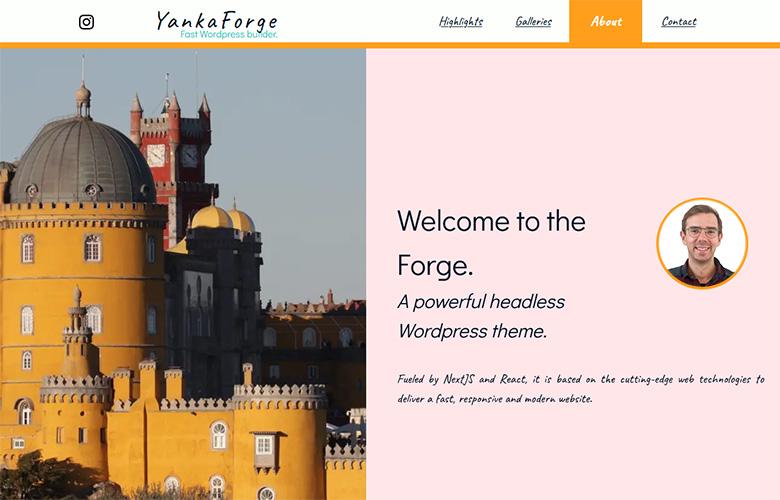 YankaForge
Fast Wordpress builder.
Highlights Galleries About Contact
Welcome to the
Forge.
A powerful headless
Wordpress theme.
Fueled by NextJS and React, it is based on the cutting-edge web technologies to
deliver a fast, responsive and modern website.